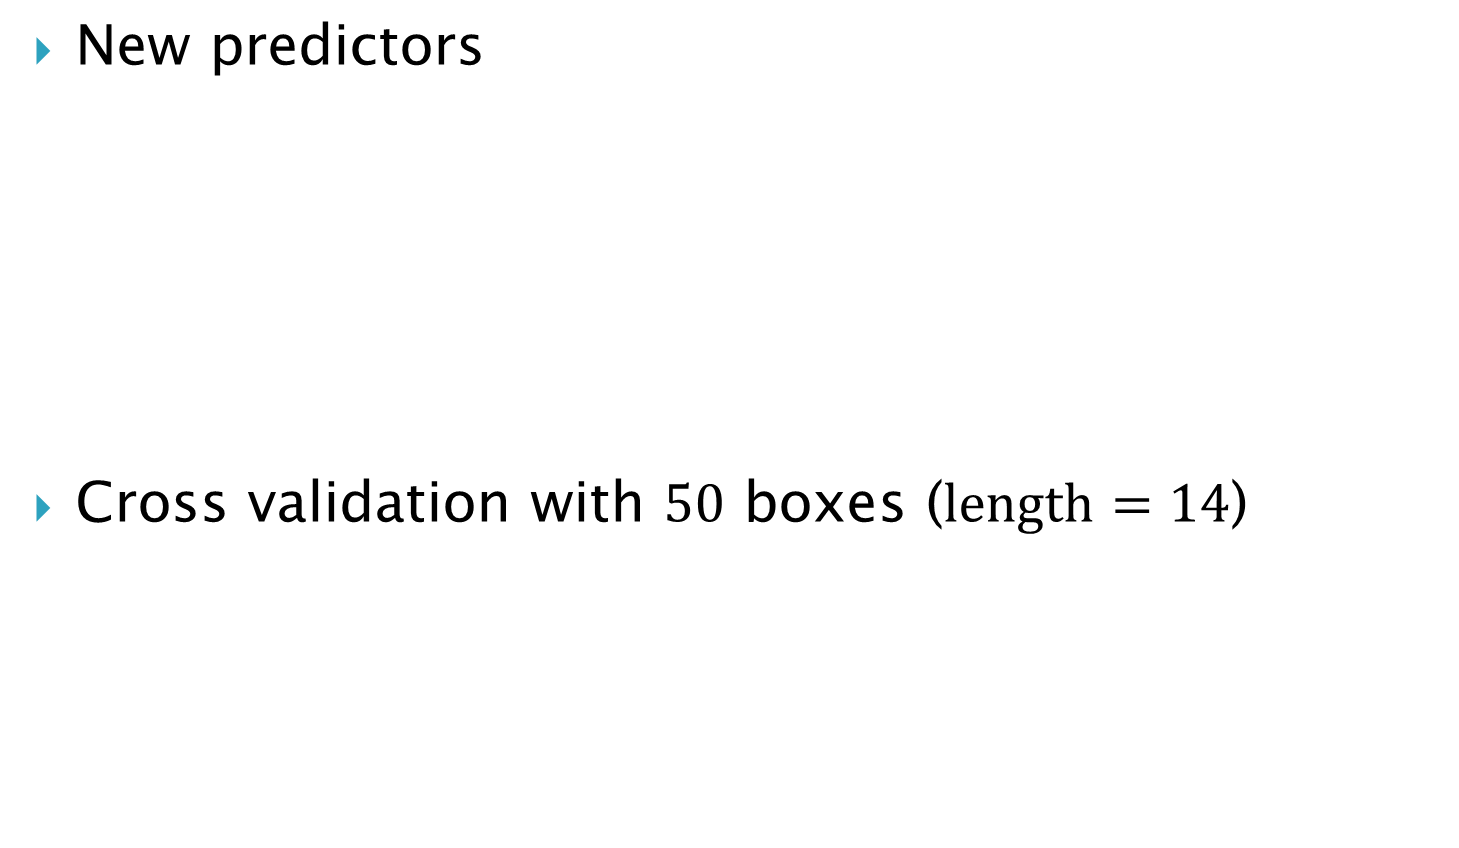 New predictors
Cross validation with 50 boxes (length = 14)